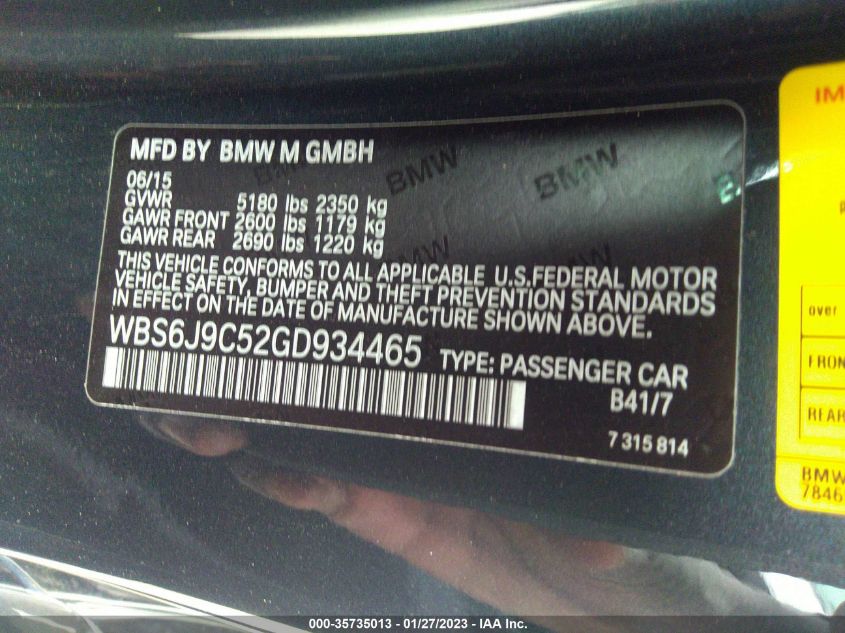 MFD BY BMW M GMBH
06/15
GVWR 5180 lbs 2350 kg
GAWR FRONT 2600 lbs 1179 kg
GAWR REAR 2690 lbs 1220 kg
THIS VEHICLE CONFORMS TO ALL APPLICABLE U.S.FEDERAL MOTOR
VEHICLE SAFETY, BUMPER AND THEFT PREVENTION STANDARDS
IN EFFECT ON THE DATE OF MANUFACTURE SHOWN ABOVE.
WBS6J9C52GD934465 TYPE: PASSENGER CAR
B41/7
7 315 814
BMW BMW
over
FRON
REAR
BMW
7846
000-35735013 - 01/27/2023 - IAA Inc.